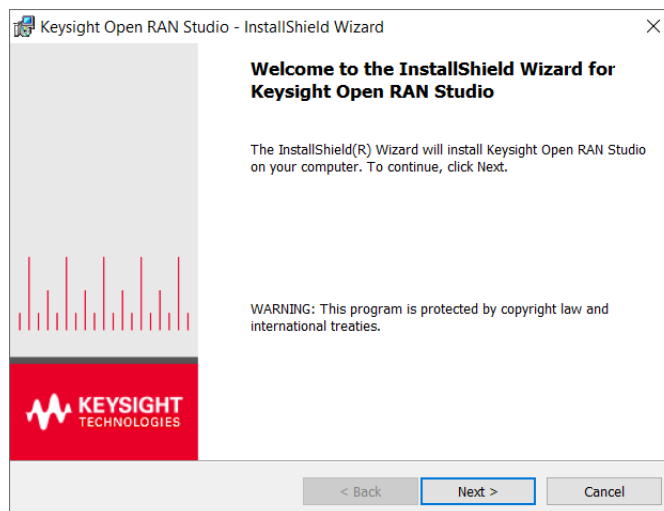 Keysight Open RAN Studio - InstallShield Wizard
Welcome to the InstallShield Wizard for
Keysight Open RAN Studio
The InstallShield(R) Wizard will install Keysight Open RAN Studio
on your computer. To continue, click Next.
WARNING: This program is protected by copyright law and
international treaties.
KEYSIGHT
TECHNOLOGIES
< Back
Next >
Cancel